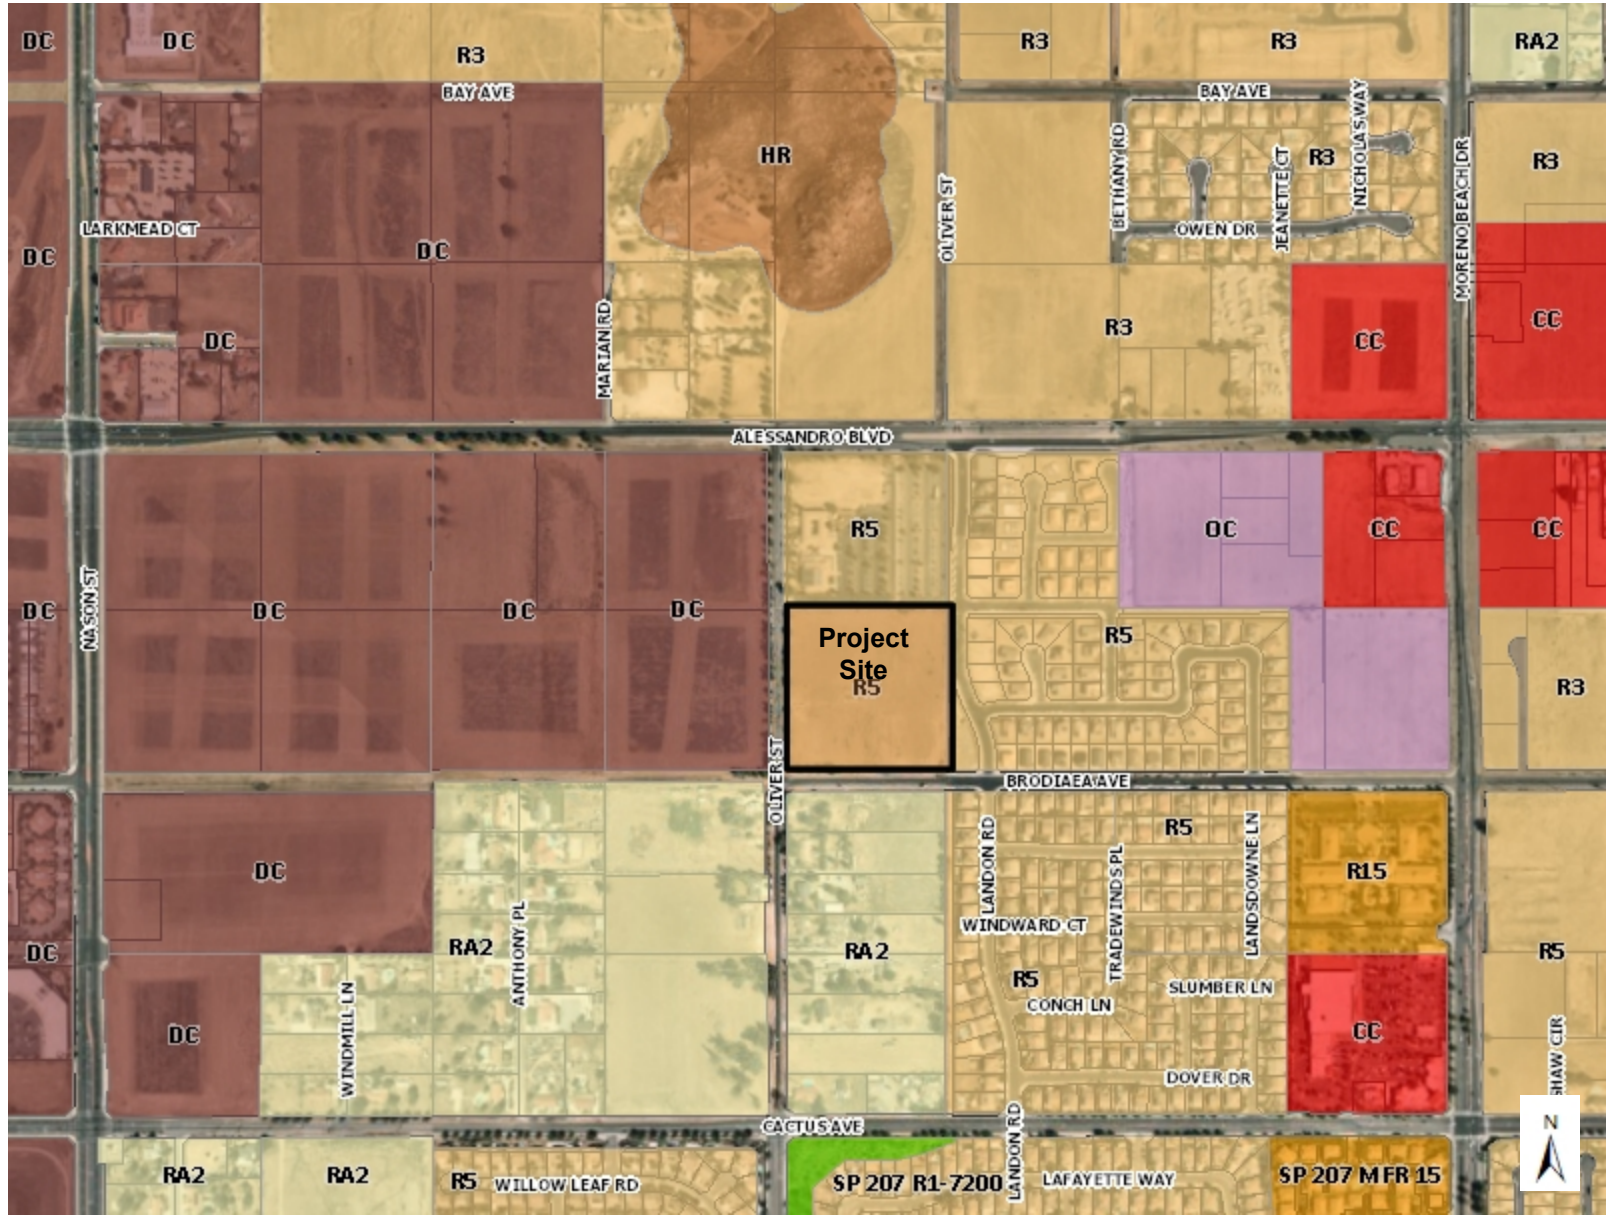 DC
DC
R3
R3
R3
RA2
BAY AVE
BAY AVE
NICHOLAS WAY
BETHANY RD
HR
JEANETTE CT
R3
MORENO BEACH DR
R3
OLIVER ST
LARKMEAD CT
OWEN DR
DC
DC
MARIAN RD
DC
R3
CC
CC
ALESSANDRO BLVD
R5
OC
CC
CC
NASON ST
DC
DC
DC
DC
Project
Site
R5
R5
R3
OLIVER ST
BRODIAEA AVE
LANDON RD
R5
LANDSDOWNE LN
TRADEWINDS PL
DC
R15
ANTHONY PL
WINDWARD CT
DC
RA2
RA2
R5
R5
SLUMBER LN
CONCH LN
WINDMILL LN
DC
CC
SHAW CIR
DOVER DR
CACTUS AVE
LANDON RD
N
RA2
RA2
R5
WILLOW LEAF RD
SP 207 R1-7200
LAFAYETTE WAY
SP 207 MFR 15